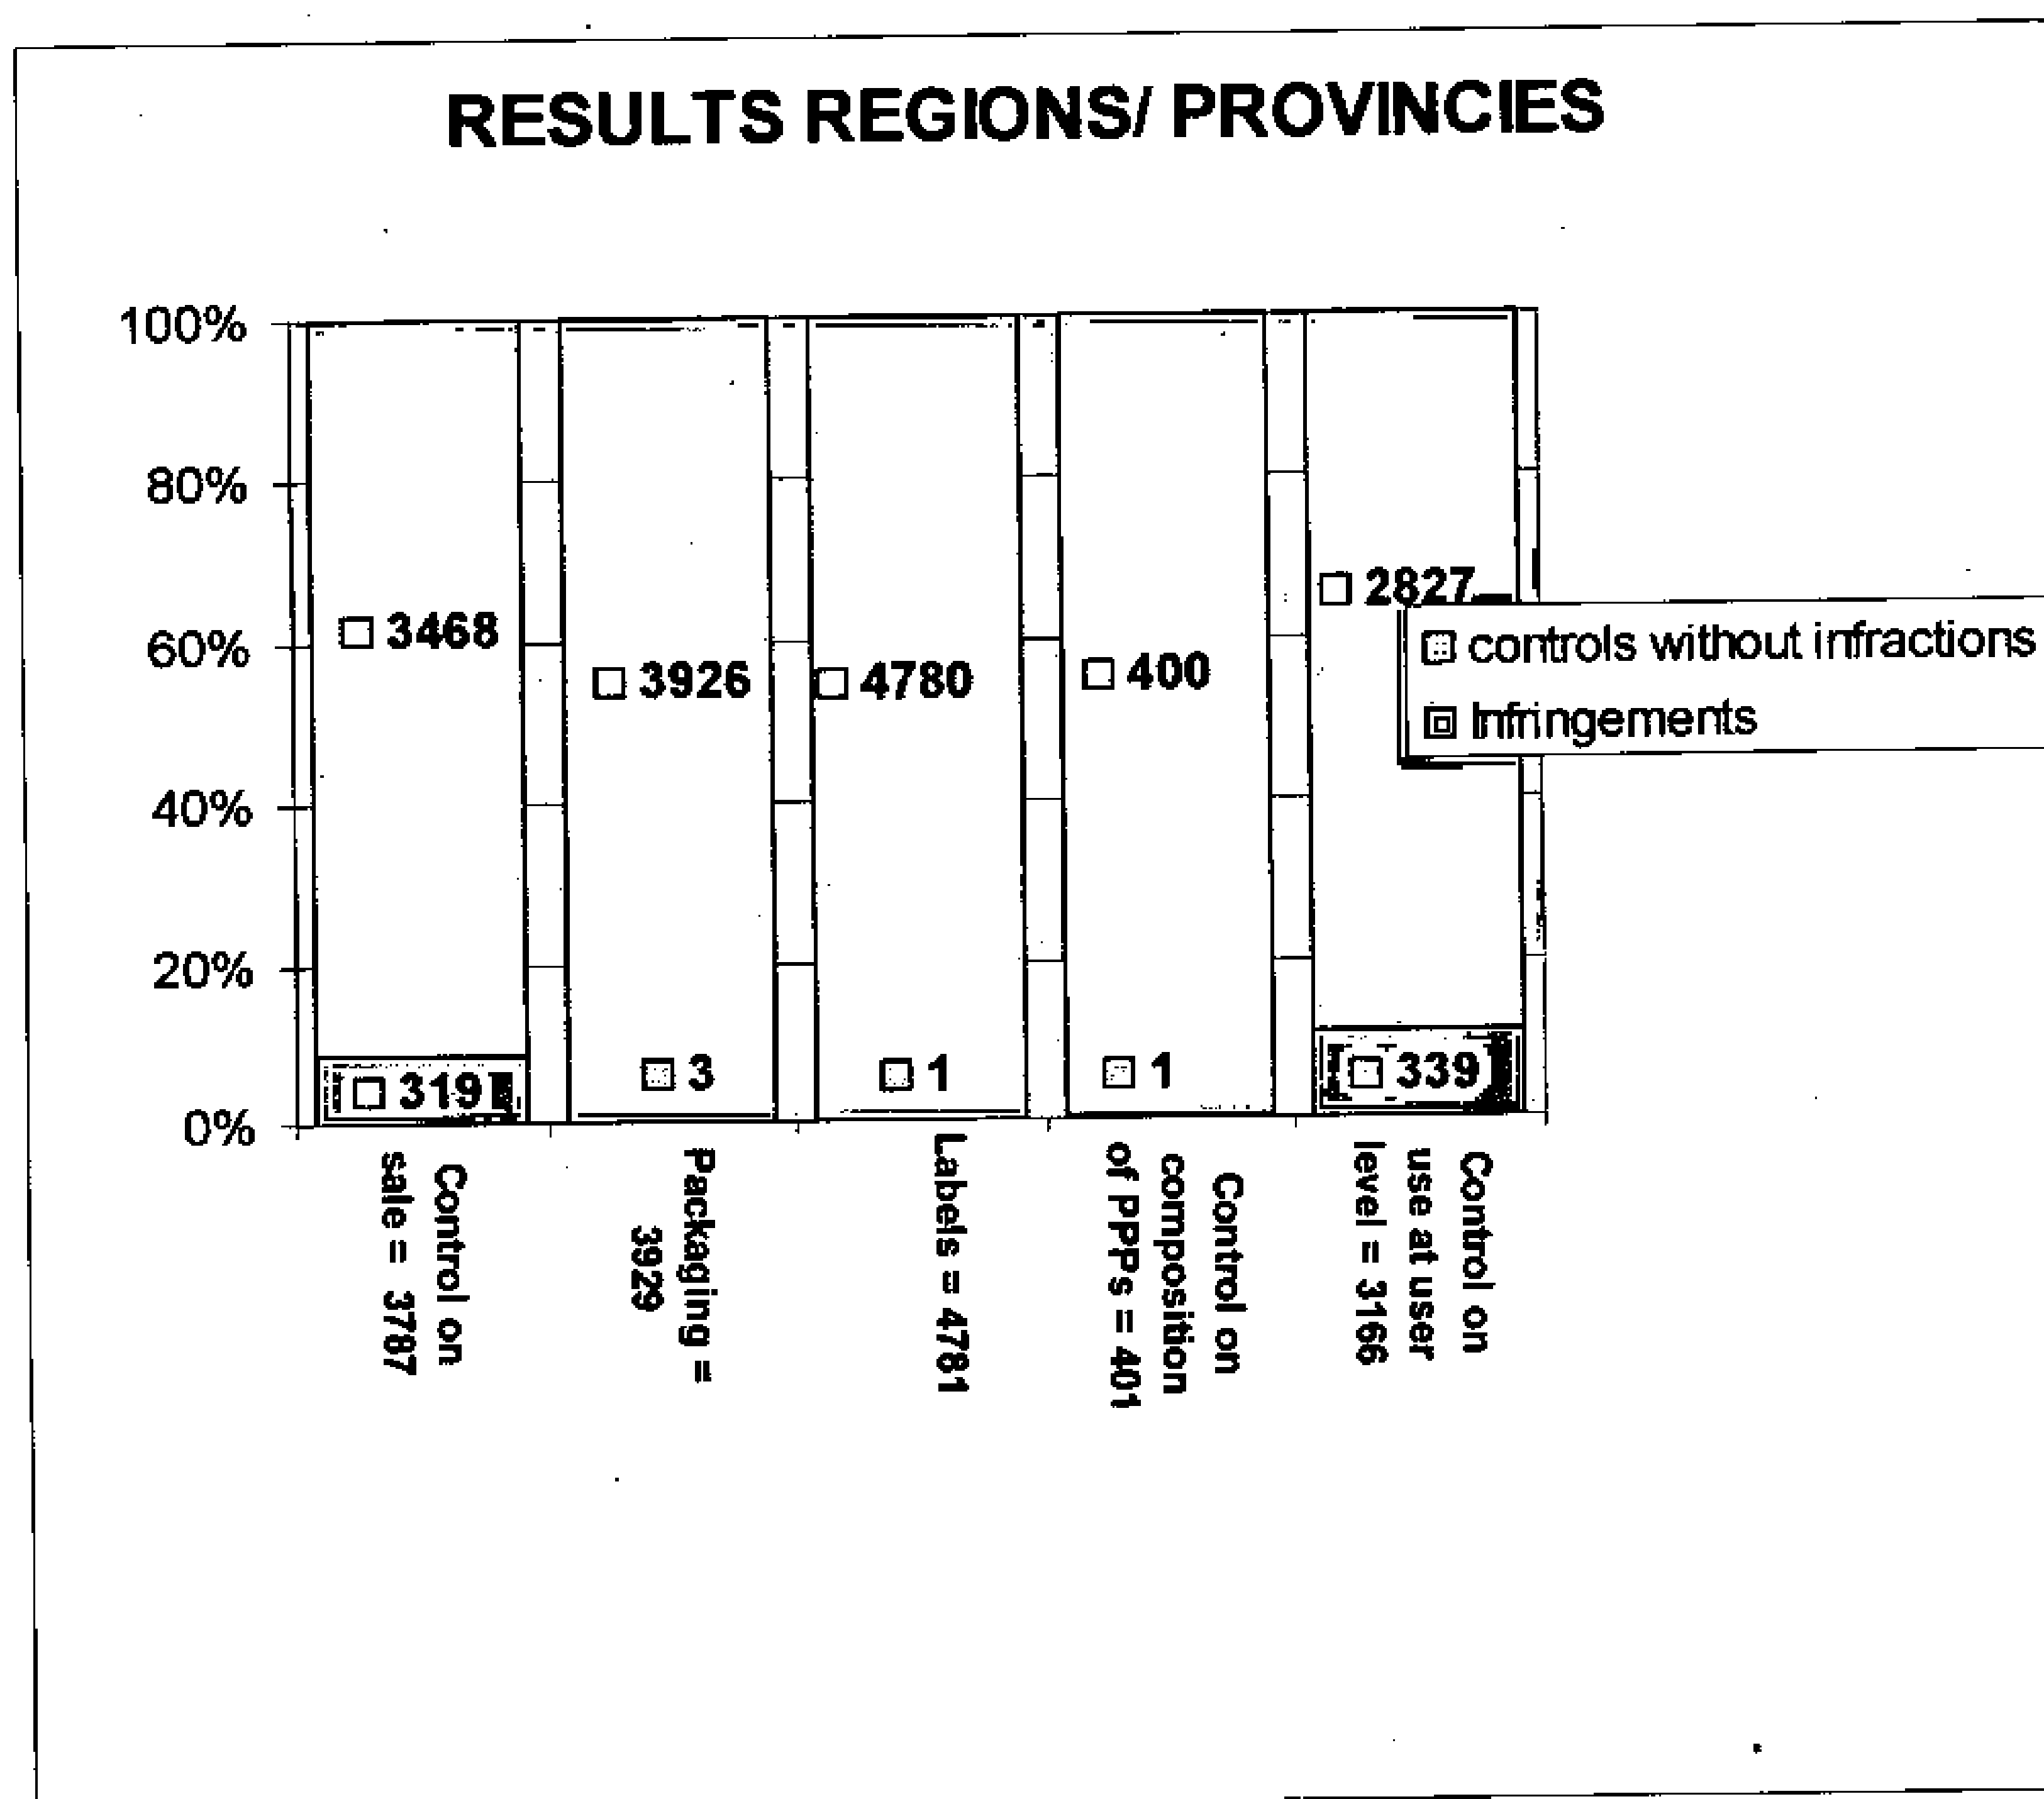 RESULTS REGIONS/ PROVINCIES
100%
80%
60%
40%
20%
0%
3468
3926
4780
400
2827
controls without infractions
Infringements
319
3
1
1
339
Control on
sale = 3787
Packaging =
3929
Labels = 4781
Control on
composition
of PPPs = 401
Control on
use at user
level = 3166